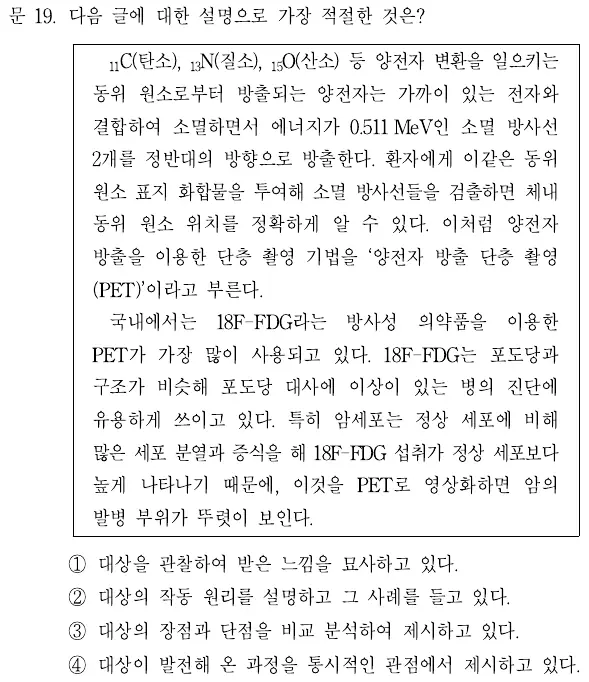 문 19. 다음 글에 대한 설명으로 가장 적절한 것은?
₁₁C(탄소), ₁₃N(질소), ₁₅O(산소) 등 양전자 변환을 일으키는
동위 원소로부터 방출되는 양전자는 가까이 있는 전자와
결합하여 소멸하면서 에너지가 0.511 MeV인 소멸 방사선
2개를 정반대의 방향으로 방출한다. 환자에게 이같은 동위
원소 표지 화합물을 투여해 소멸 방사선들을 검출하면 체내
동위 원소 위치를 정확하게 알 수 있다. 이처럼 양전자
방출을 이용한 단층 촬영 기법을 ‘양전자 방출 단층 촬영
(PET)’이라고 부른다.
국내에서는 18F-FDG라는 방사성 의약품을 이용한
PET가 가장 많이 사용되고 있다. 18F-FDG는 포도당과
구조가 비슷해 포도당 대사에 이상이 있는 병의 진단에
유용하게 쓰이고 있다. 특히 암세포는 정상 세포에 비해
많은 세포 분열과 증식을 해 18F-FDG 섭취가 정상 세포보다
높게 나타나기 때문에, 이것을 PET로 영상화하면 암의
발병 부위가 뚜렷이 보인다.
① 대상을 관찰하여 받은 느낌을 묘사하고 있다.
② 대상의 작동 원리를 설명하고 그 사례를 들고 있다.
③ 대상의 장점과 단점을 비교 분석하여 제시하고 있다.
④ 대상이 발전해 온 과정을 통시적인 관점에서 제시하고 있다.